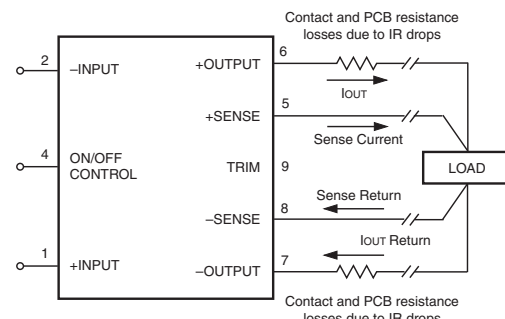 Contact and PCB resistance
losses due to IR drops
6
2
–INPUT
+OUTPUT
IOUT
5
+SENSE
Sense Current
4
ON/OFF
CONTROL
TRIM
9
LOAD
Sense Return
–SENSE
8
IOUT Return
1
+INPUT
7
–OUTPUT
Contact and PCB resistance
losses due to IR drops